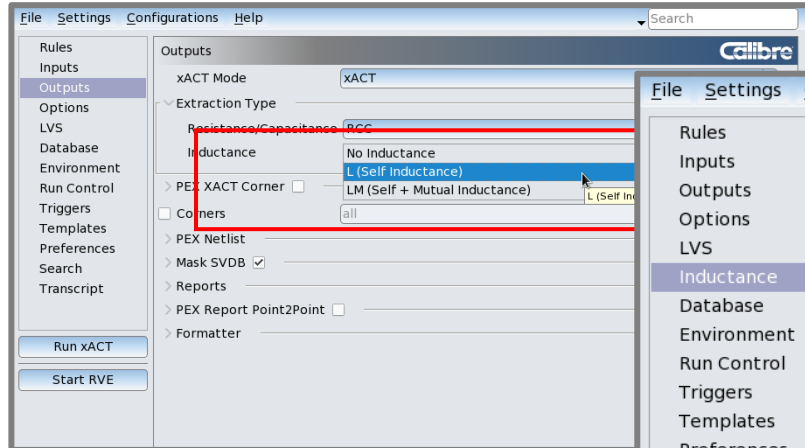 File Settings Configurations Help
Search
Rules
Inputs
Outputs
Options
LVS
Database
Environment
Run Control
Triggers
Templates
Preferences
Search
Transcript
Run xACT
Start RVE
Outputs
Calibre
xACT Mode xACT
Extraction Type
Resistance/Capacitance RCC
Inductance
No Inductance
L (Self Inductance)
LM (Self + Mutual Inductance)
L (Self In
PEX XACT Corner
Corners all
PEX Netlist
Mask SVDB
Reports
PEX Report Point2Point
Formatter
File Settings
Rules
Inputs
Outputs
Options
LVS
Inductance
Database
Environment
Run Control
Triggers
Templates
Preferences